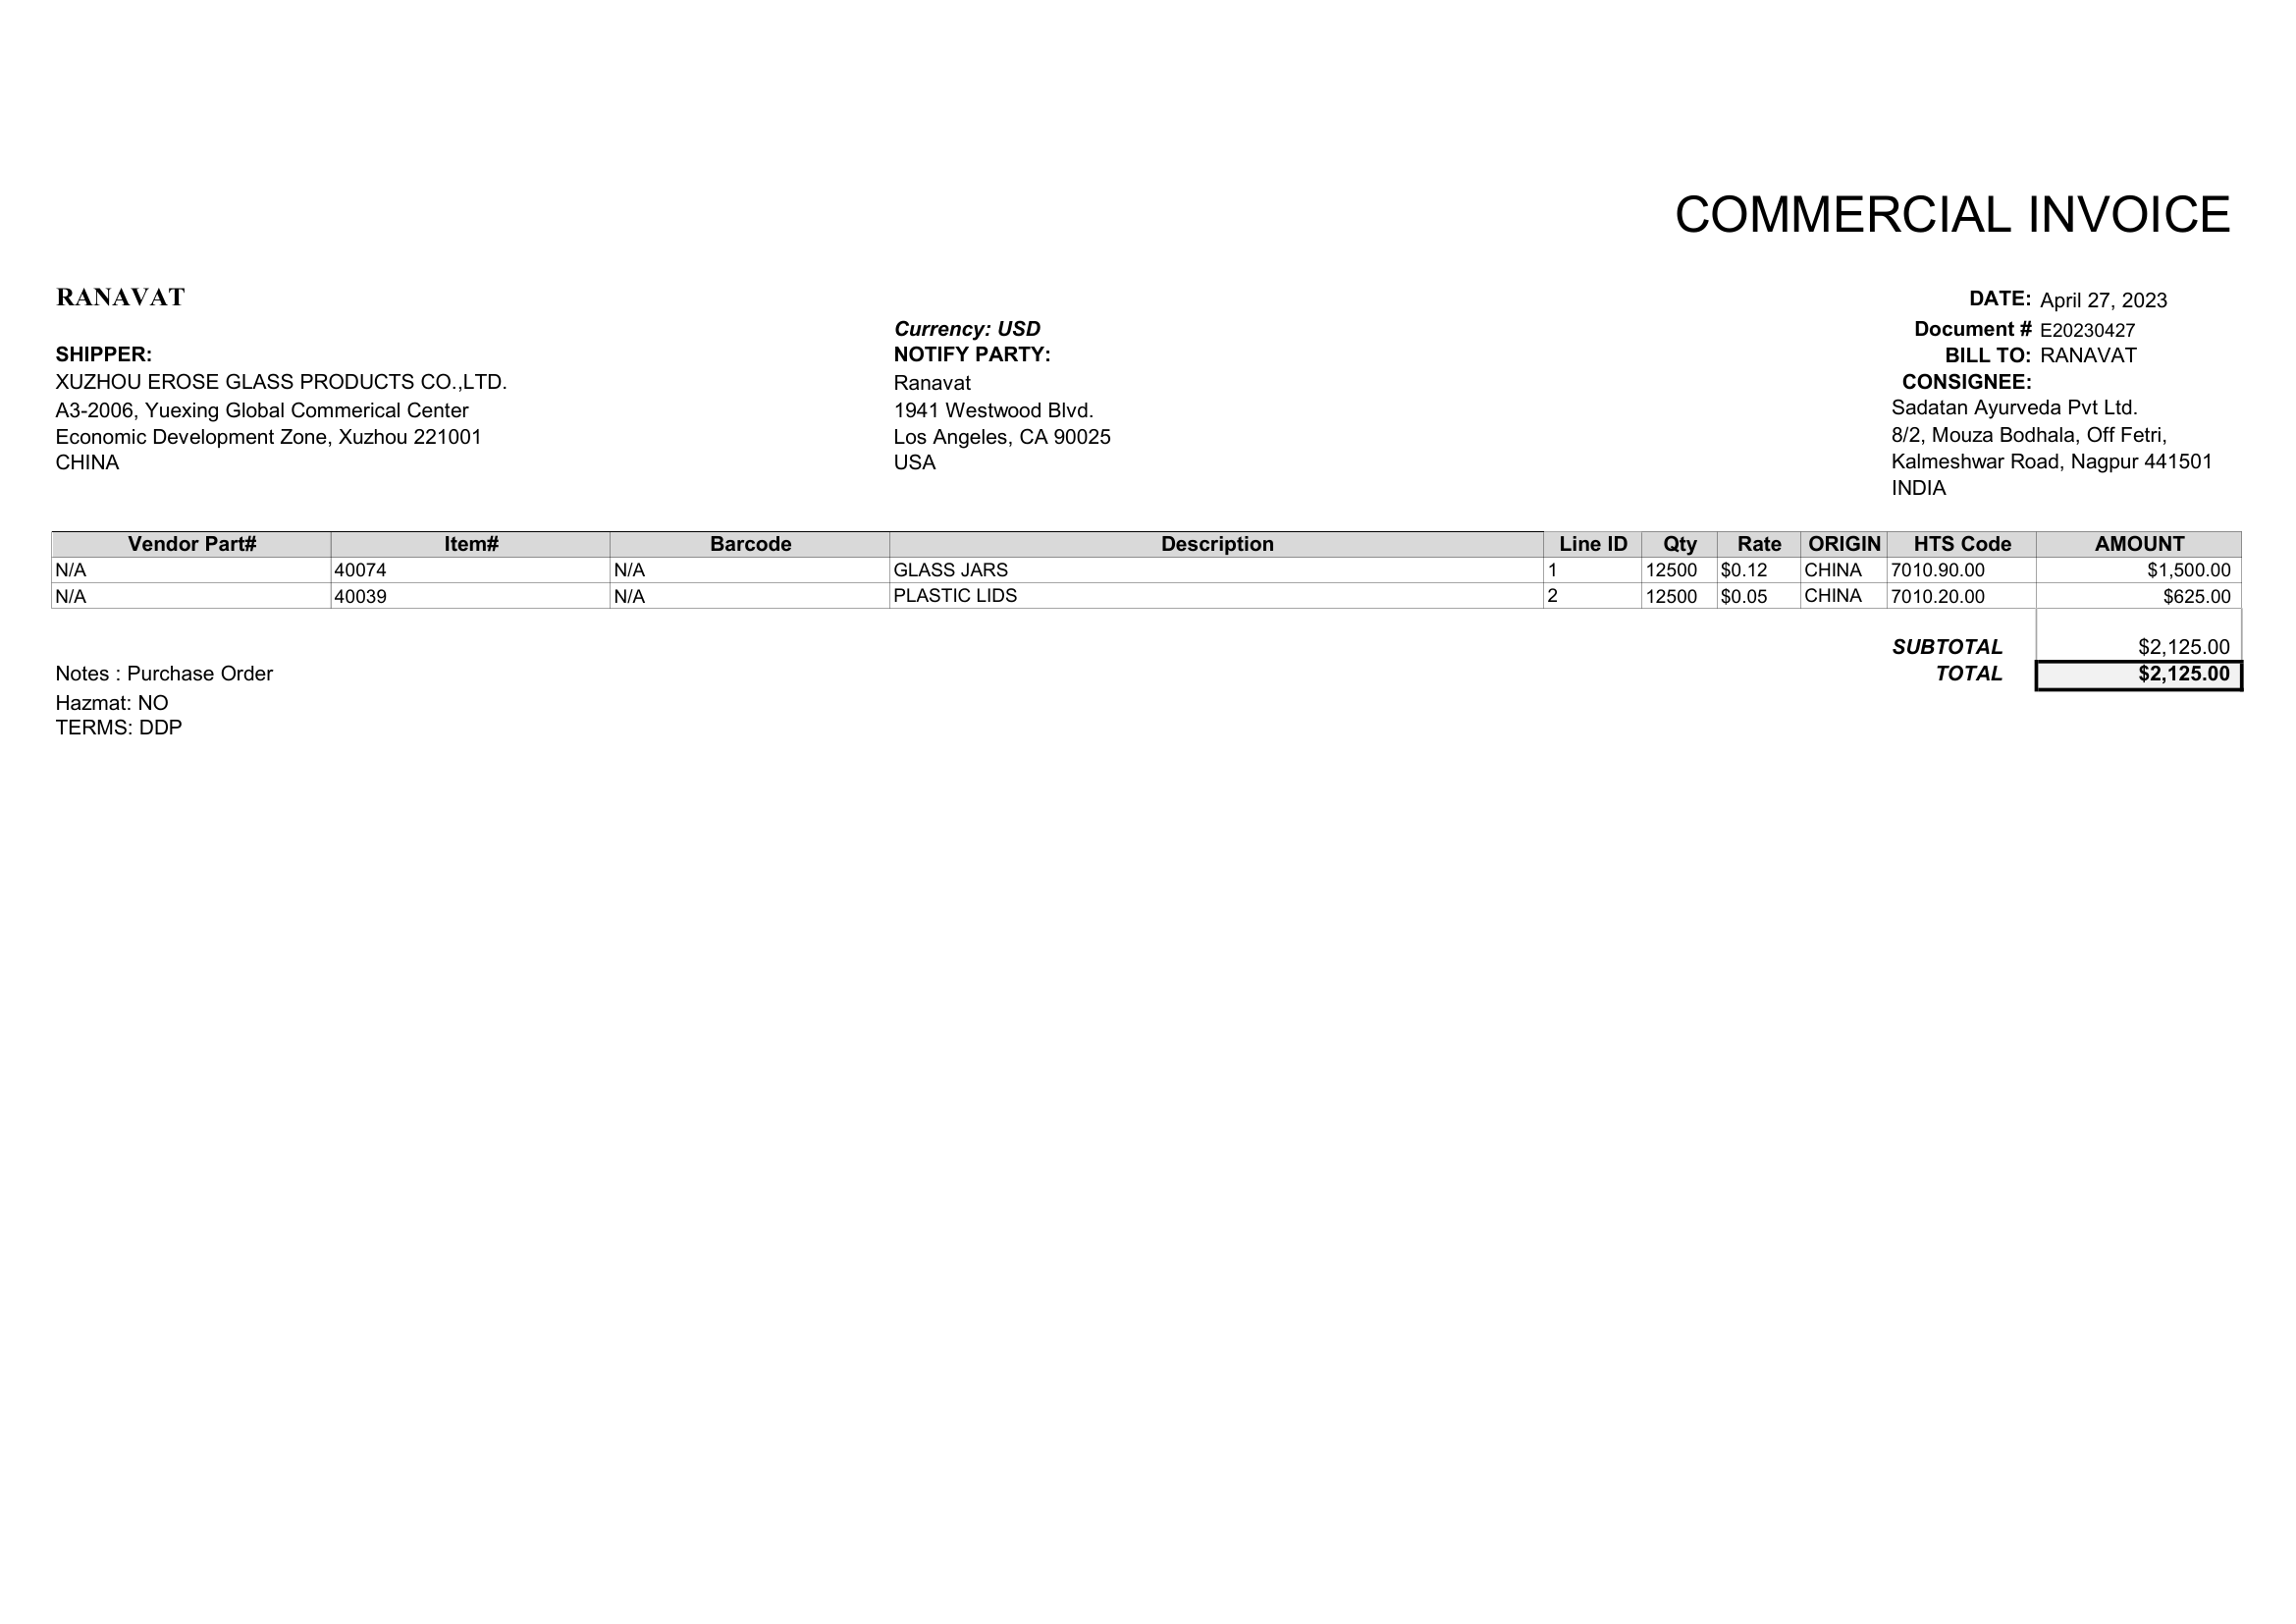 COMMERCIAL INVOICE
RANAVAT
DATE: April 27, 2023
Currency: USD
Document # E20230427
SHIPPER:
NOTIFY PARTY:
BILL TO: RANAVAT
XUZHOU EROSE GLASS PRODUCTS CO.,LTD.
Ranavat
CONSIGNEE:
A3-2006, Yuexing Global Commerical Center
1941 Westwood Blvd.
Sadatan Ayurveda Pvt Ltd.
Economic Development Zone, Xuzhou 221001
Los Angeles, CA 90025
8/2, Mouza Bodhala, Off Fetri,
CHINA
USA
Kalmeshwar Road, Nagpur 441501
INDIA
Vendor Part# Item# Barcode Description Line ID Qty Rate ORIGIN HTS Code AMOUNT
N/A 40074 N/A GLASS JARS 1 12500 $0.12 CHINA 7010.90.00 $1,500.00
N/A 40039 N/A PLASTIC LIDS 2 12500 $0.05 CHINA 7010.20.00 $625.00
SUBTOTAL $2,125.00
Notes : Purchase Order
TOTAL $2,125.00
Hazmat: NO
TERMS: DDP